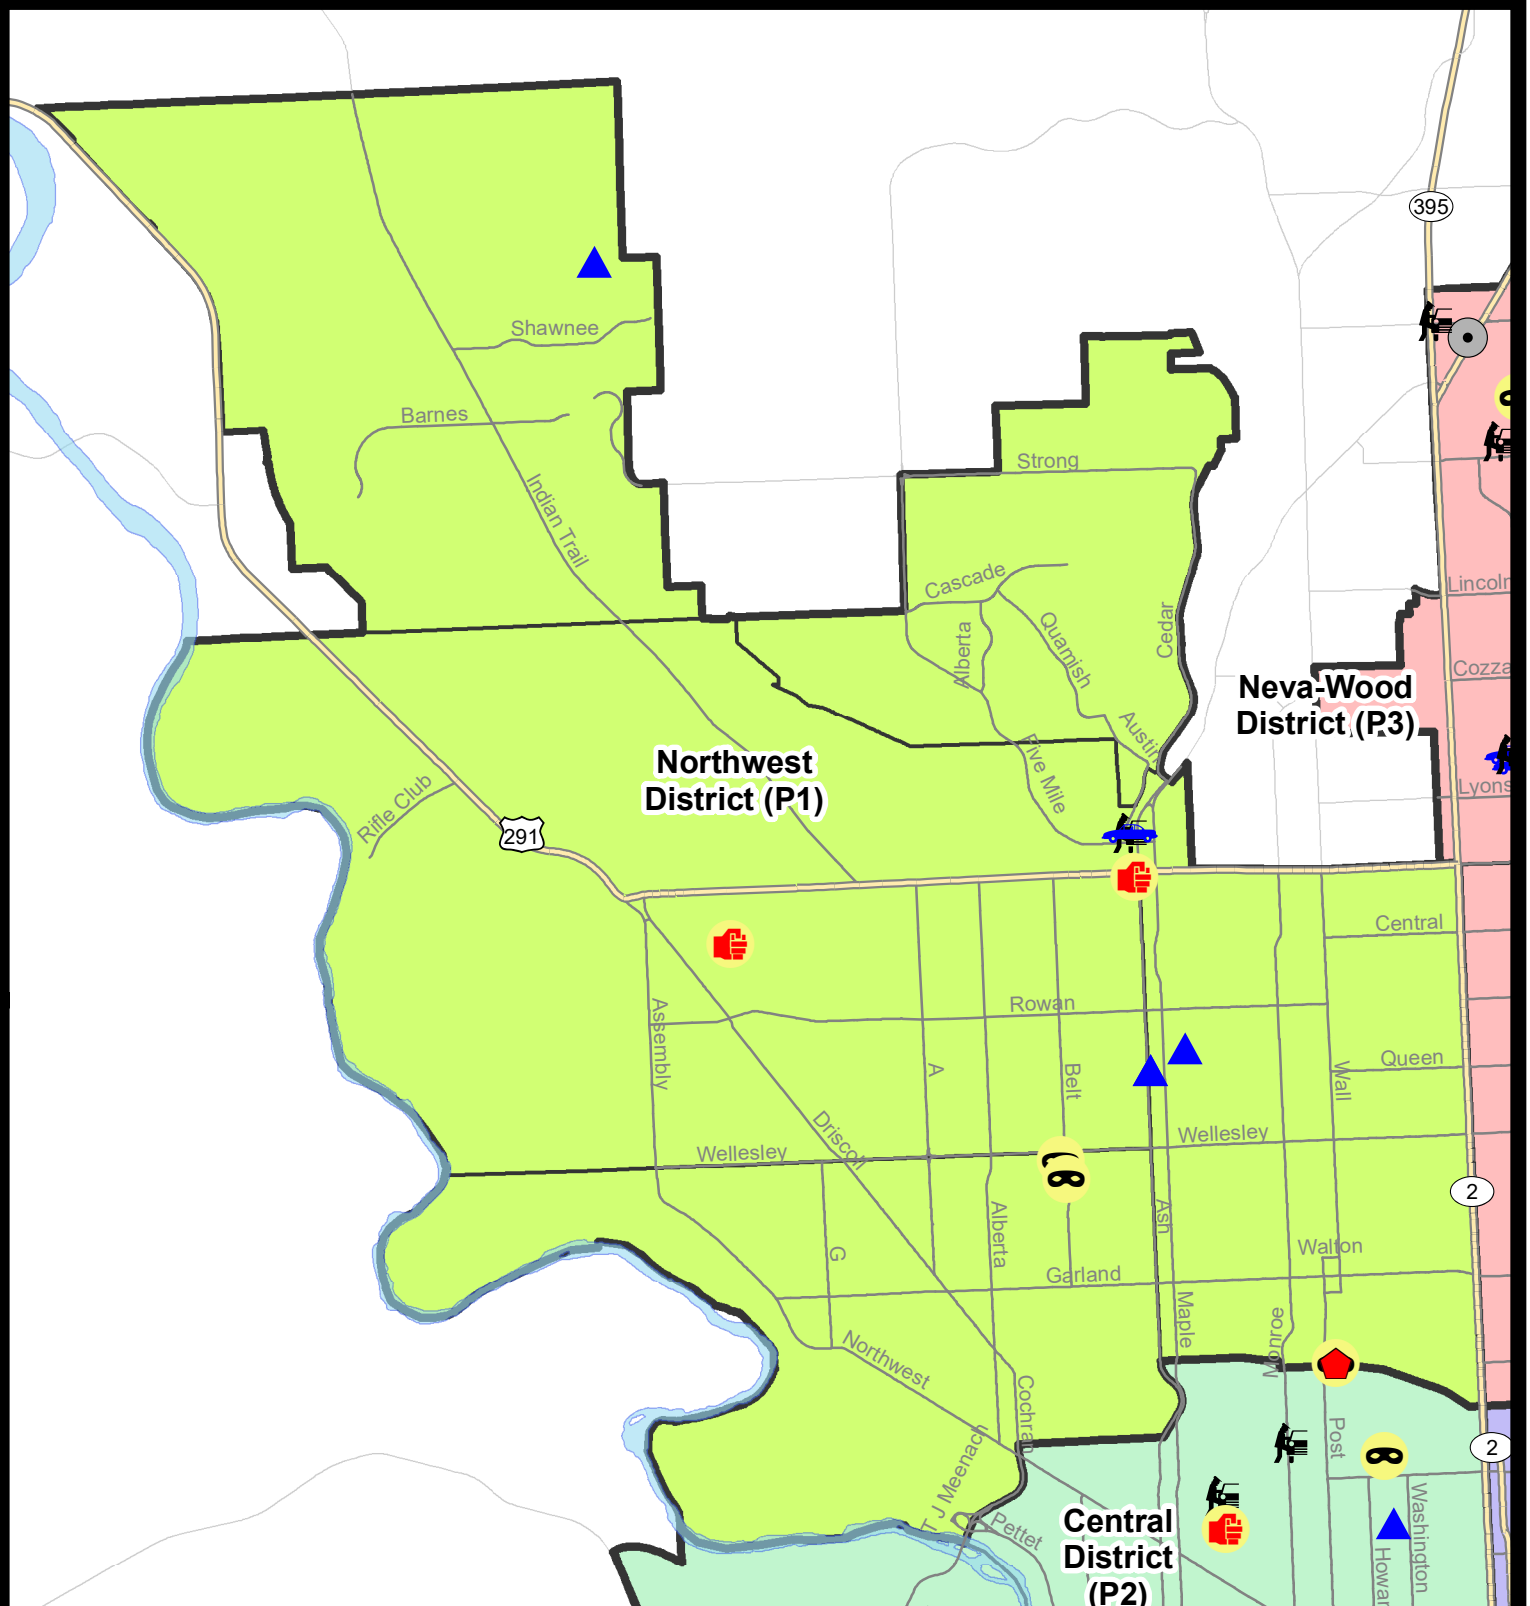 395
Shawnee
Barnes
Strong
Indian Trail
Cascade
Lincoln
Alberta
Quamish
Cedar
Cozza
Neva-Wood
District (P3)
Austin
Northwest
District (P1)
Five Mile
Lyons
Rifle Club
291
Central
Rowan
Assembly
A
Belt
Wall
Queen
Driscoll
Wellesley
Wellesley
2
Ash
Alberta
G
Walton
Garland
Maple
Monroe
Northwest
Cochran
Post
2
T J Meenach
Pettet
Washington
Central
District
(P2)
Howar